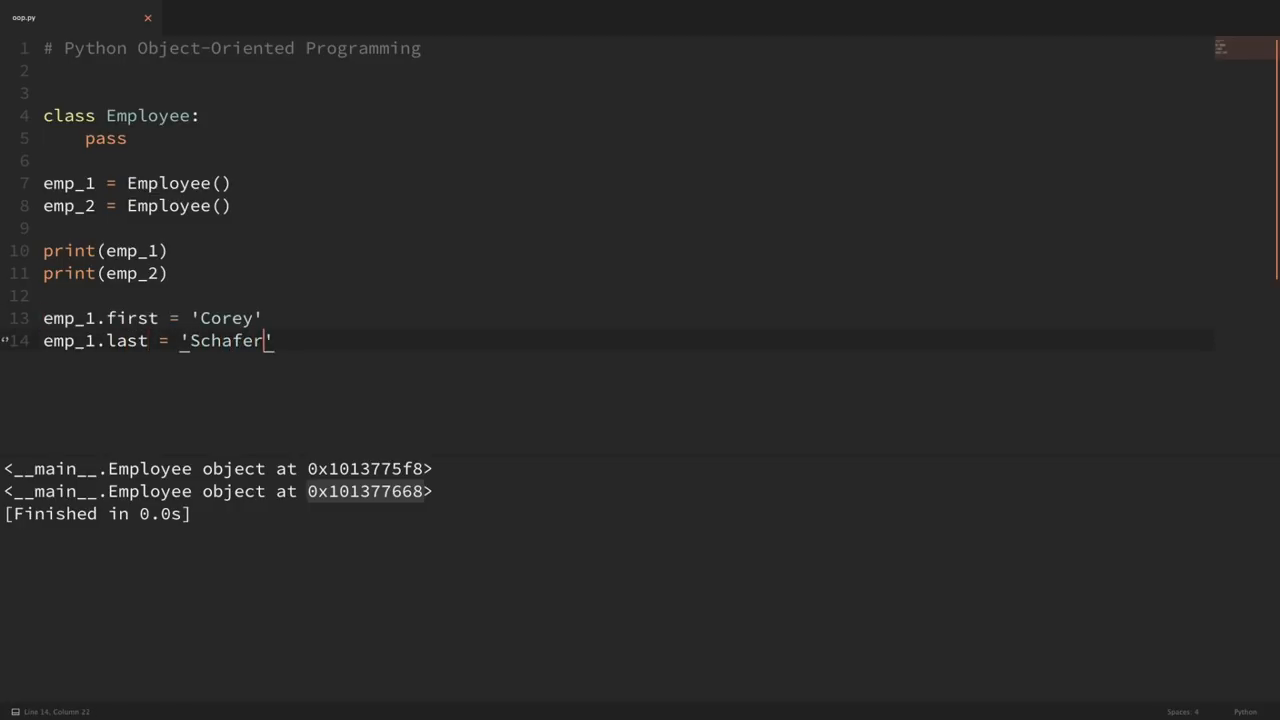 oop.py
1 # Python Object-Oriented Programming
2
3
4 class Employee:
5     pass
6
7 emp_1 = Employee()
8 emp_2 = Employee()
9
10 print(emp_1)
11 print(emp_2)
12
13 emp_1.first = 'Corey'
14 emp_1.last = 'Schafer'
<__main__.Employee object at 0x1013775f8>
<__main__.Employee object at 0x101377668>
[Finished in 0.0s]
Line 14, Column 22 Spaces: 4 Python